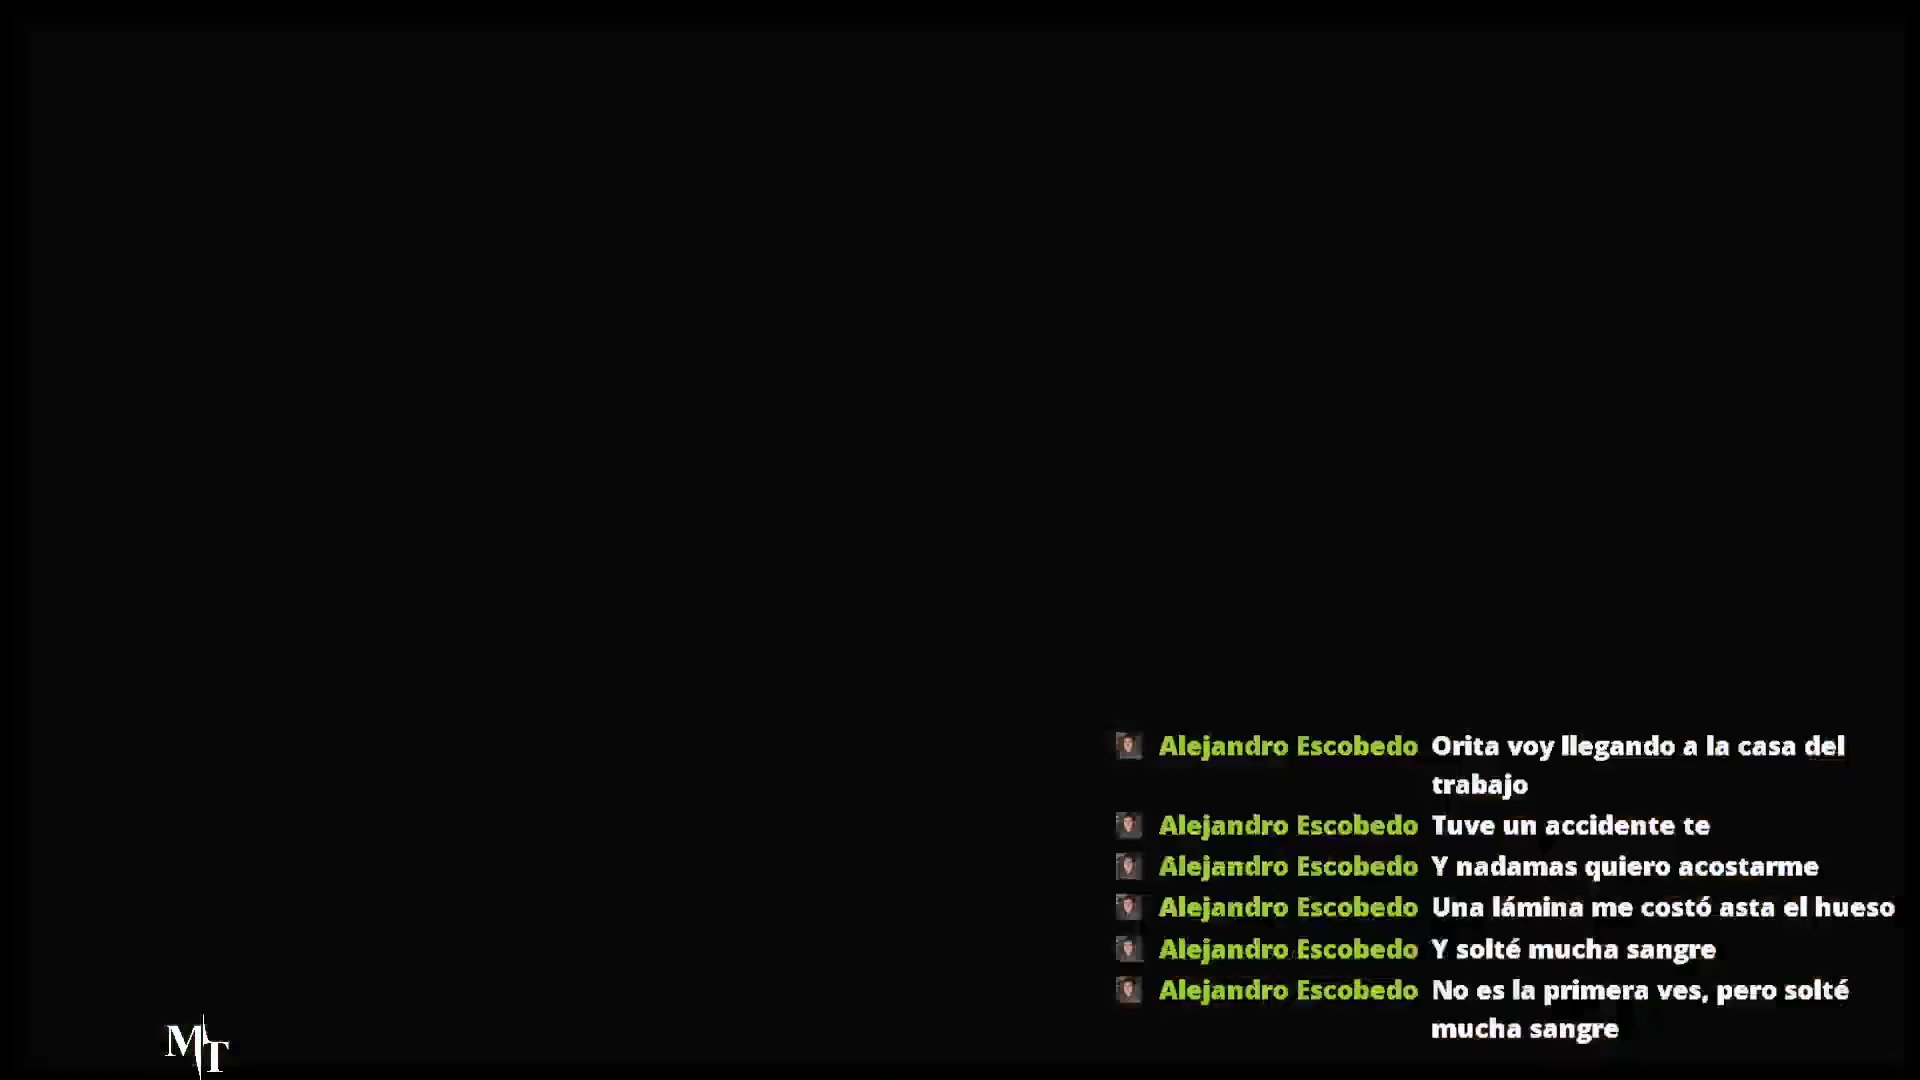 Alejandro Escobedo Orita voy llegando a la casa del
trabajo
Alejandro Escobedo Tuve un accidente te
Alejandro Escobedo Y nadamas quiero acostarme
Alejandro Escobedo Una lámina me costó asta el hueso
Alejandro Escobedo Y solté mucha sangre
Alejandro Escobedo No es la primera ves, pero solté
mucha sangre
MT